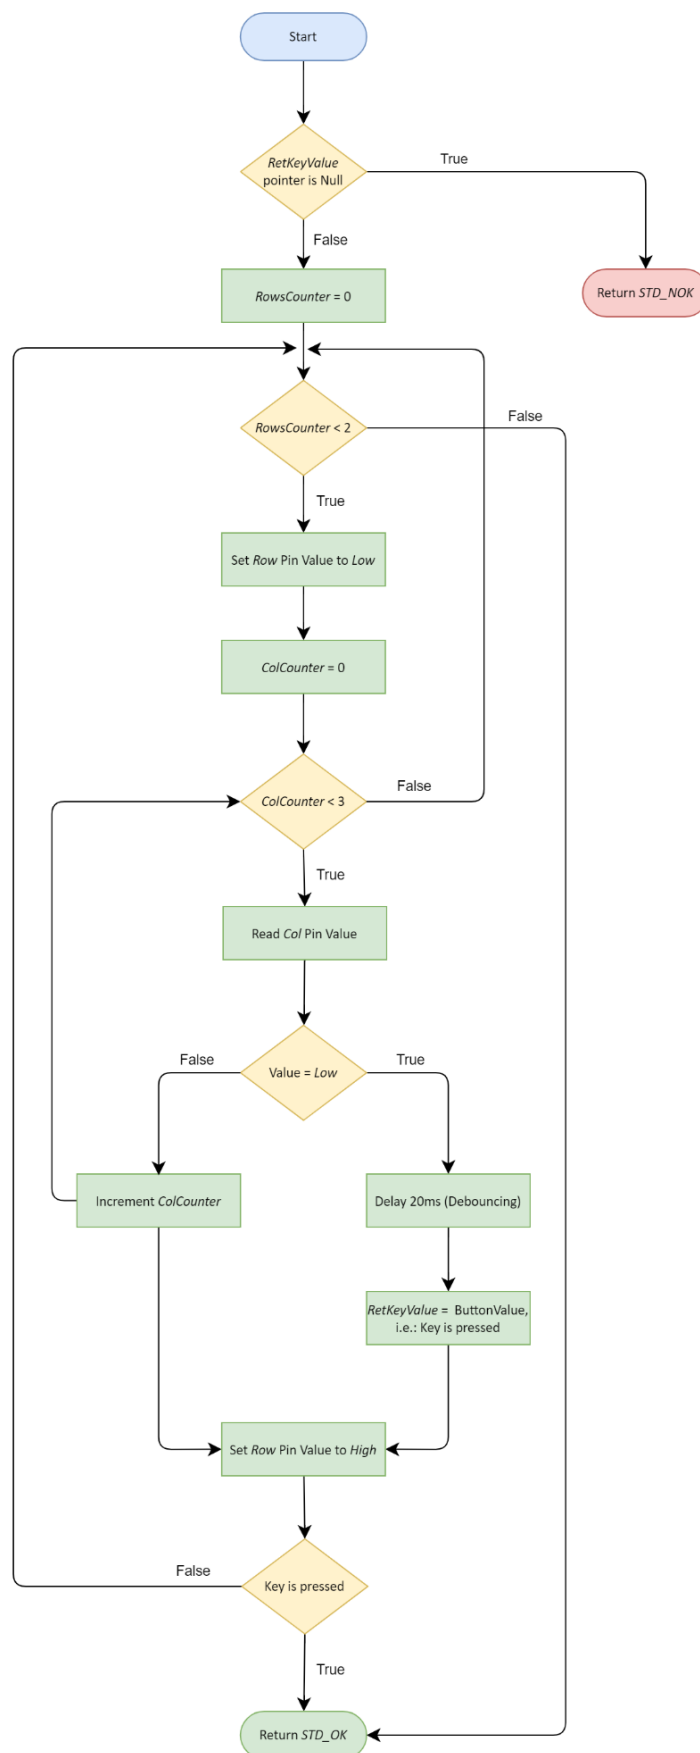 Start
RetKeyValue
pointer is Null
True
False
RowsCounter = 0
Return STD_NOK
RowsCounter < 2
False
True
Set Row Pin Value to Low
ColCounter = 0
ColCounter < 3
False
True
Read Col Pin Value
False
Value = Low
True
Increment ColCounter
Delay 20ms (Debouncing)
RetKeyValue = ButtonValue,
i.e.: Key is pressed
Set Row Pin Value to High
False
Key is pressed
True
Return STD_OK